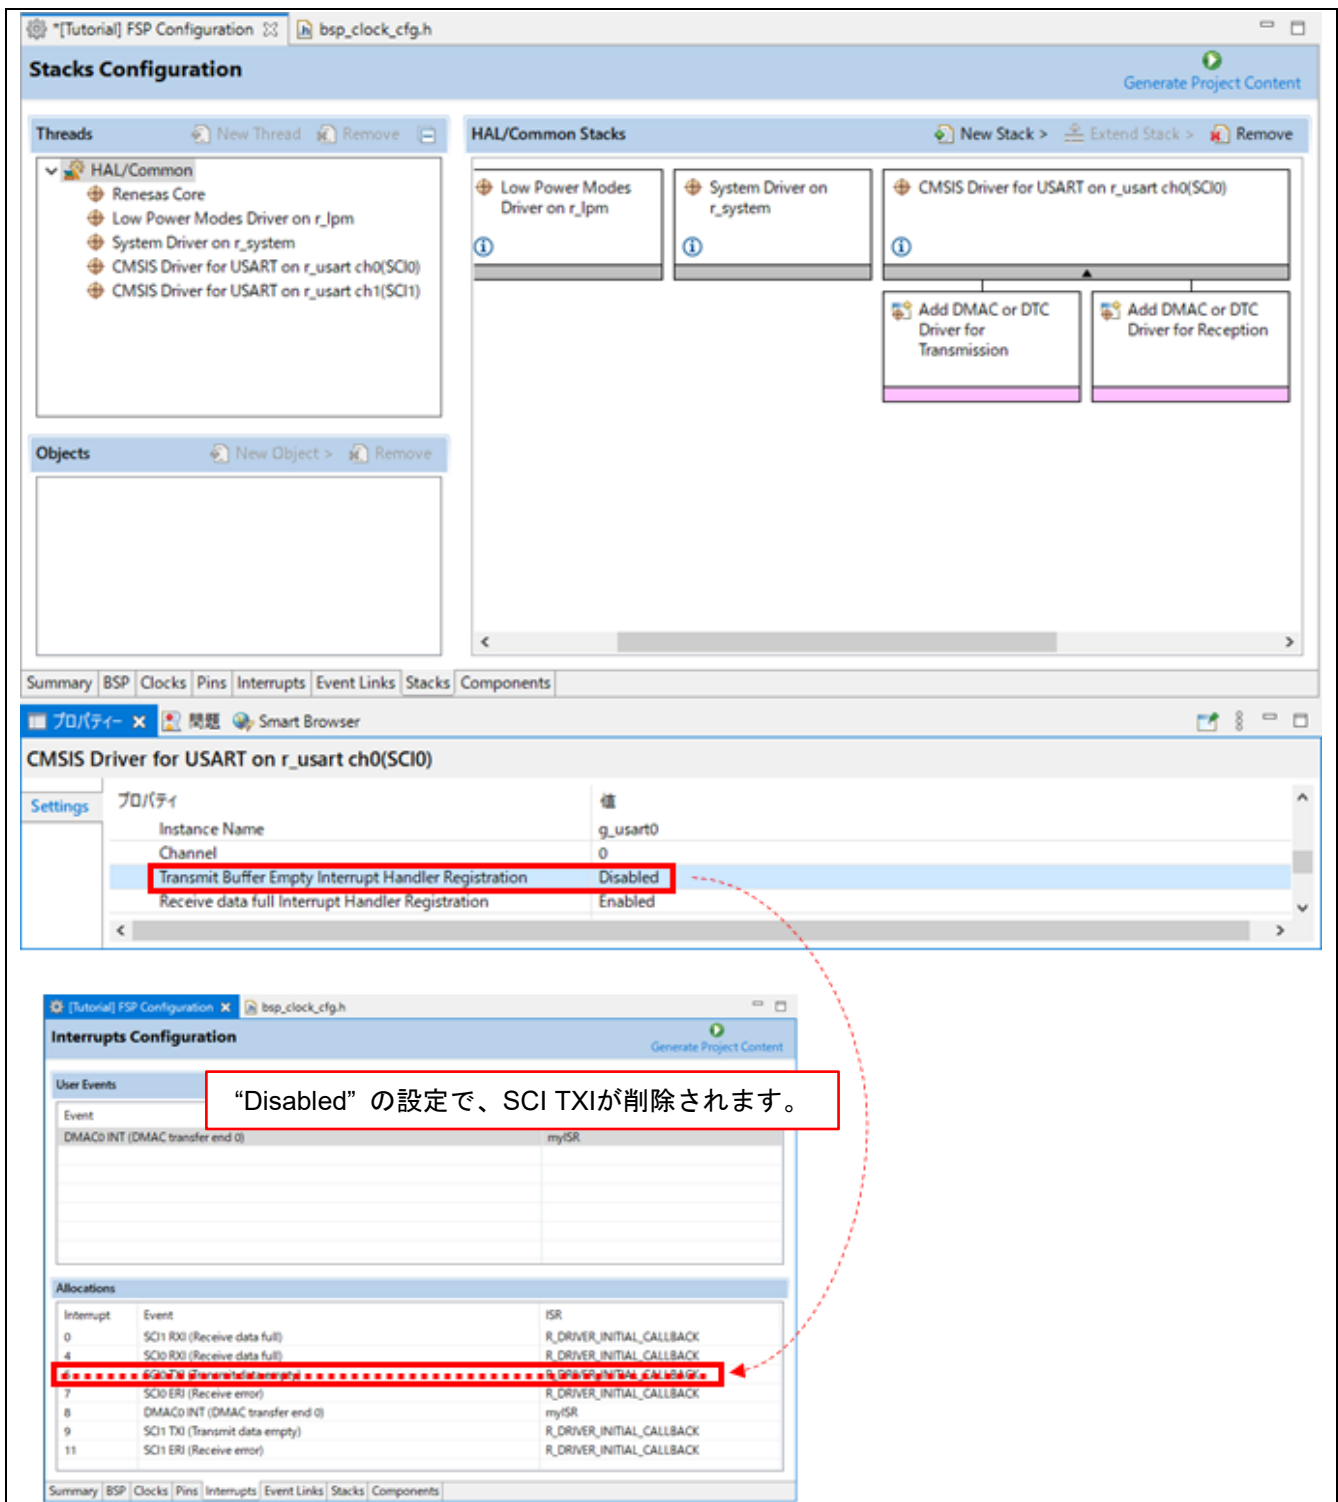 *[Tutorial] FSP Configuration
bsp_clock_cfg.h
Stacks Configuration
Generate Project Content
Threads
New Thread
Remove
HAL/Common Stacks
New Stack >
Extend Stack >
Remove
HAL/Common
Renesas Core
Low Power Modes Driver on r_lpm
System Driver on r_system
CMSIS Driver for USART on r_usart ch0(SCI0)
CMSIS Driver for USART on r_usart ch1(SCI1)
Low Power Modes
Driver on r_lpm
System Driver on
r_system
CMSIS Driver for USART on r_usart ch0(SCI0)
Add DMAC or DTC
Driver for
Transmission
Add DMAC or DTC
Driver for Reception
Objects
New Object >
Remove
Summary BSP Clocks Pins Interrupts Event Links Stacks Components
プロパティー
問題
Smart Browser
CMSIS Driver for USART on r_usart ch0(SCI0)
Settings
プロパティ 値
Instance Name g_usart0
Channel 0
Transmit Buffer Empty Interrupt Handler Registration Disabled
Receive data full Interrupt Handler Registration Enabled
[Tutorial] FSP Configuration
bsp_clock_cfg.h
Interrupts Configuration
Generate Project Content
User Events
“Disabled” の設定で、SCI TXIが削除されます。
Event
DMAC0 INT (DMAC transfer end 0) myISR
Allocations
Interrupt Event ISR
0 SCI1 RXI (Receive data full) R_DRIVER_INITIAL_CALLBACK
4 SCI0 RXI (Receive data full) R_DRIVER_INITIAL_CALLBACK
SCI0 TXI (Transmit data empty) R_DRIVER_INITIAL_CALLBACK
7 SCI0 ERI (Receive error) R_DRIVER_INITIAL_CALLBACK
8 DMAC0 INT (DMAC transfer end 0) myISR
9 SCI1 TXI (Transmit data empty) R_DRIVER_INITIAL_CALLBACK
11 SCI1 ERI (Receive error) R_DRIVER_INITIAL_CALLBACK
Summary BSP Clocks Pins Interrupts Event Links Stacks Components